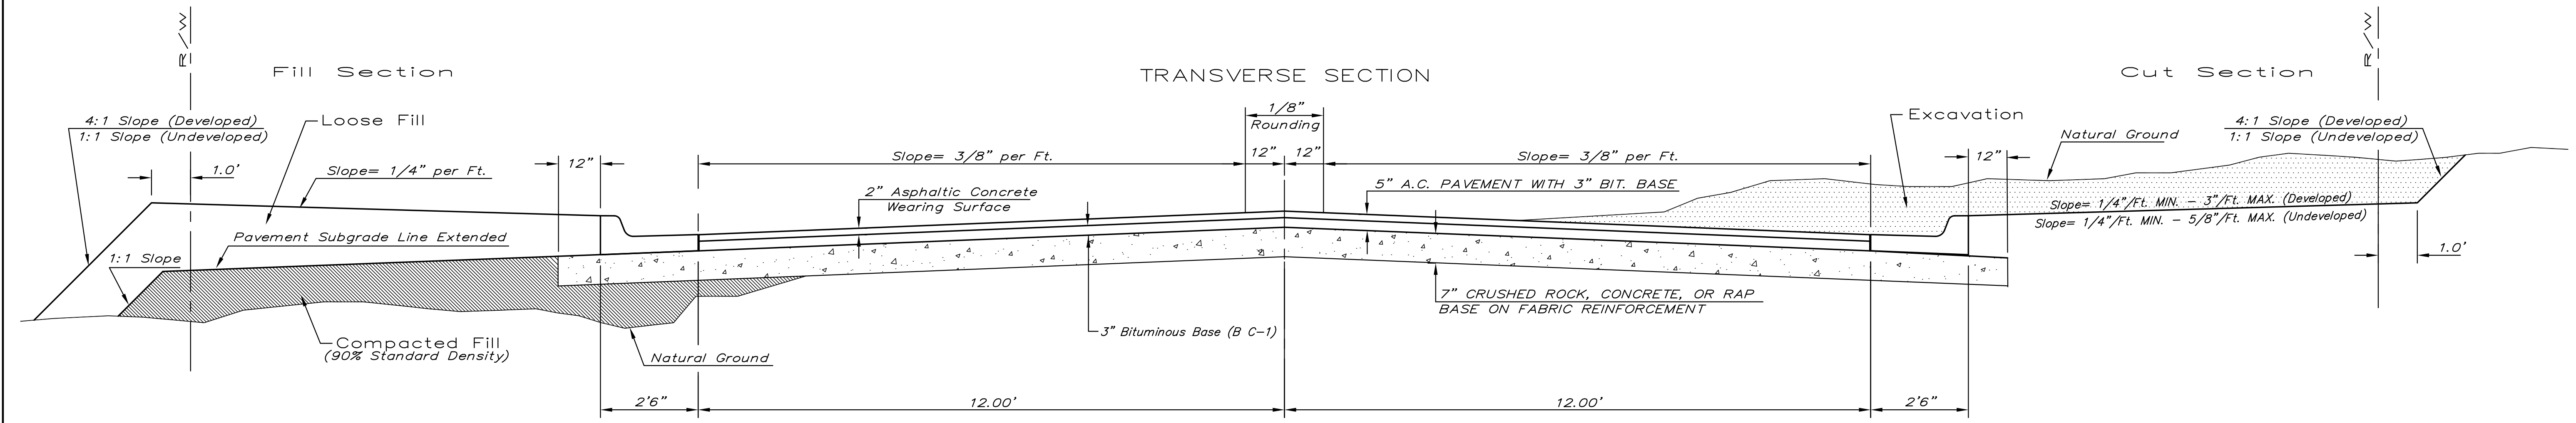 R/W
R/W
Fill Section
TRANSVERSE SECTION
Cut Section
4:1 Slope (Developed)
1:1 Slope (Undeveloped)
Loose Fill
1/8"
Rounding
Excavation
Natural Ground
4:1 Slope (Developed)
1:1 Slope (Undeveloped)
1.0'
Slope= 1/4" per Ft.
12"
Slope= 3/8" per Ft.
12"
12"
Slope= 3/8" per Ft.
12"
2" Asphaltic Concrete
Wearing Surface
5" A.C. PAVEMENT WITH 3" BIT. BASE
Slope= 1/4"/Ft. MIN. - 3"/Ft. MAX. (Developed)
Slope= 1/4"/Ft. MIN. - 5/8"/Ft. MAX. (Undeveloped)
Pavement Subgrade Line Extended
1:1 Slope
1.0'
7" CRUSHED ROCK, CONCRETE, OR RAP
BASE ON FABRIC REINFORCEMENT
3" Bituminous Base (B C-1)
Compacted Fill
(90% Standard Density)
Natural Ground
2'6"
12.00'
12.00'
2'6"